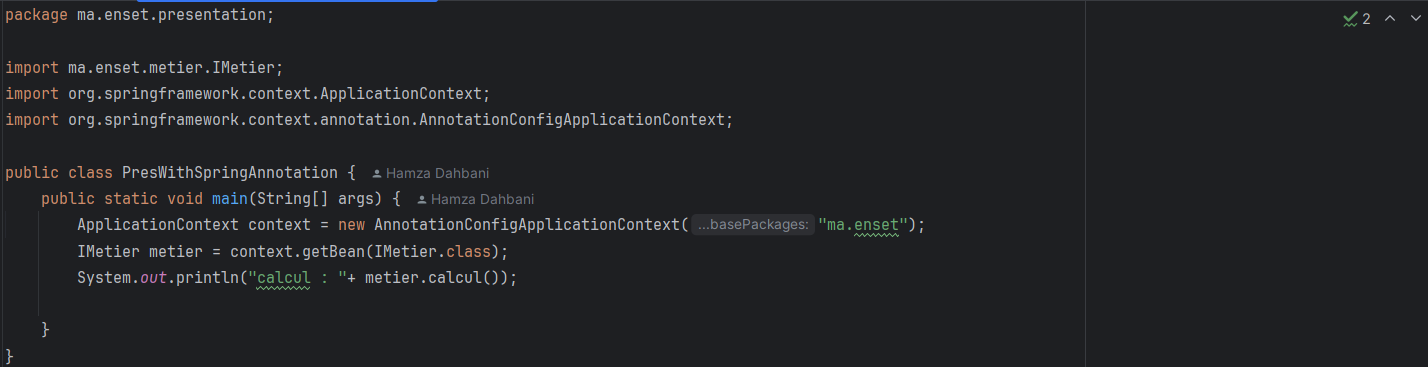 package ma.enset.presentation;
2
import ma.enset.metier.IMetier;
import org.springframework.context.ApplicationContext;
import org.springframework.context.annotation.AnnotationConfigApplicationContext;
public class PresWithSpringAnnotation { Hamza Dahbani
public static void main(String[] args) { Hamza Dahbani
ApplicationContext context = new AnnotationConfigApplicationContext( ...basePackages: "ma.enset");
IMetier metier = context.getBean(IMetier.class);
System.out.println("calcul : "+ metier.calcul());
}
}